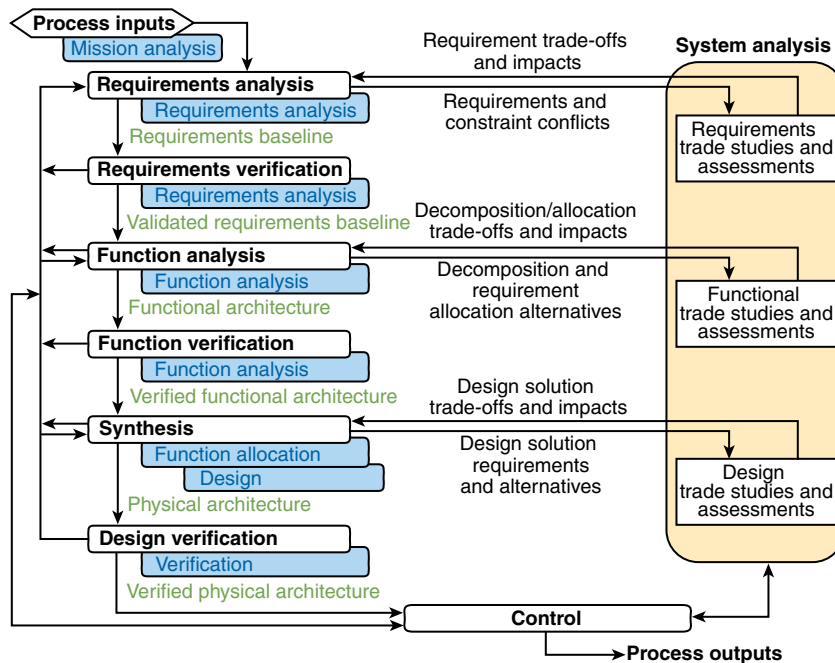 Process inputs
Mission analysis
Requirement trade-offs
and impacts
System analysis
Requirements analysis
Requirements analysis
Requirements baseline
Requirements and
constraint conflicts
Requirements
trade studies and
assessments
Requirements verification
Requirements analysis
Validated requirements baseline
Decomposition/allocation
trade-offs and impacts
Function analysis
Function analysis
Functional architecture
Decomposition and
requirement
allocation alternatives
Functional
trade studies and
assessments
Function verification
Function analysis
Verified functional architecture
Design solution
trade-offs and impacts
Synthesis
Function allocation
Design
Physical architecture
Design solution
requirements
and alternatives
Design
trade studies and
assessments
Design verification
Verification
Verified physical architecture
Control
Process outputs